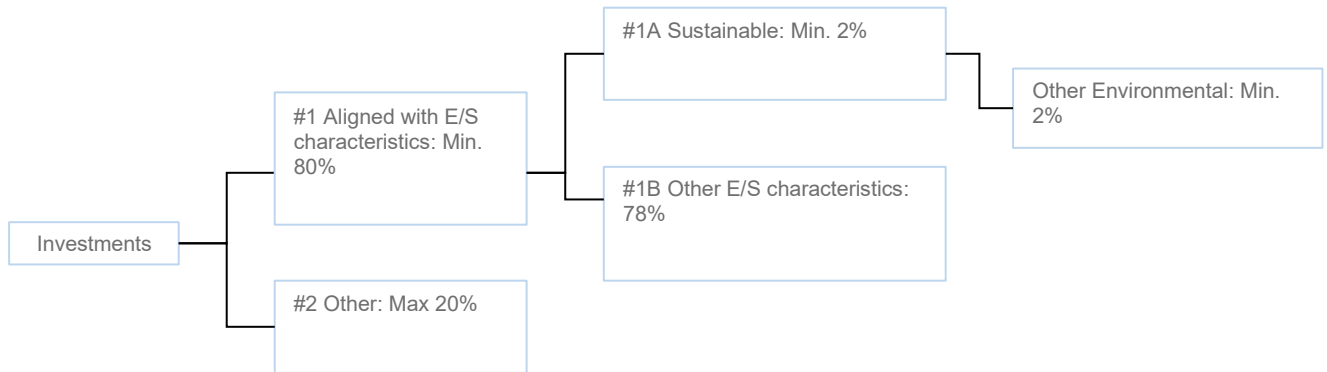 #1A Sustainable: Min. 2%
Other Environmental: Min.
2%
#1 Aligned with E/S
characteristics: Min.
80%
#1B Other E/S characteristics:
78%
Investments
#2 Other: Max 20%